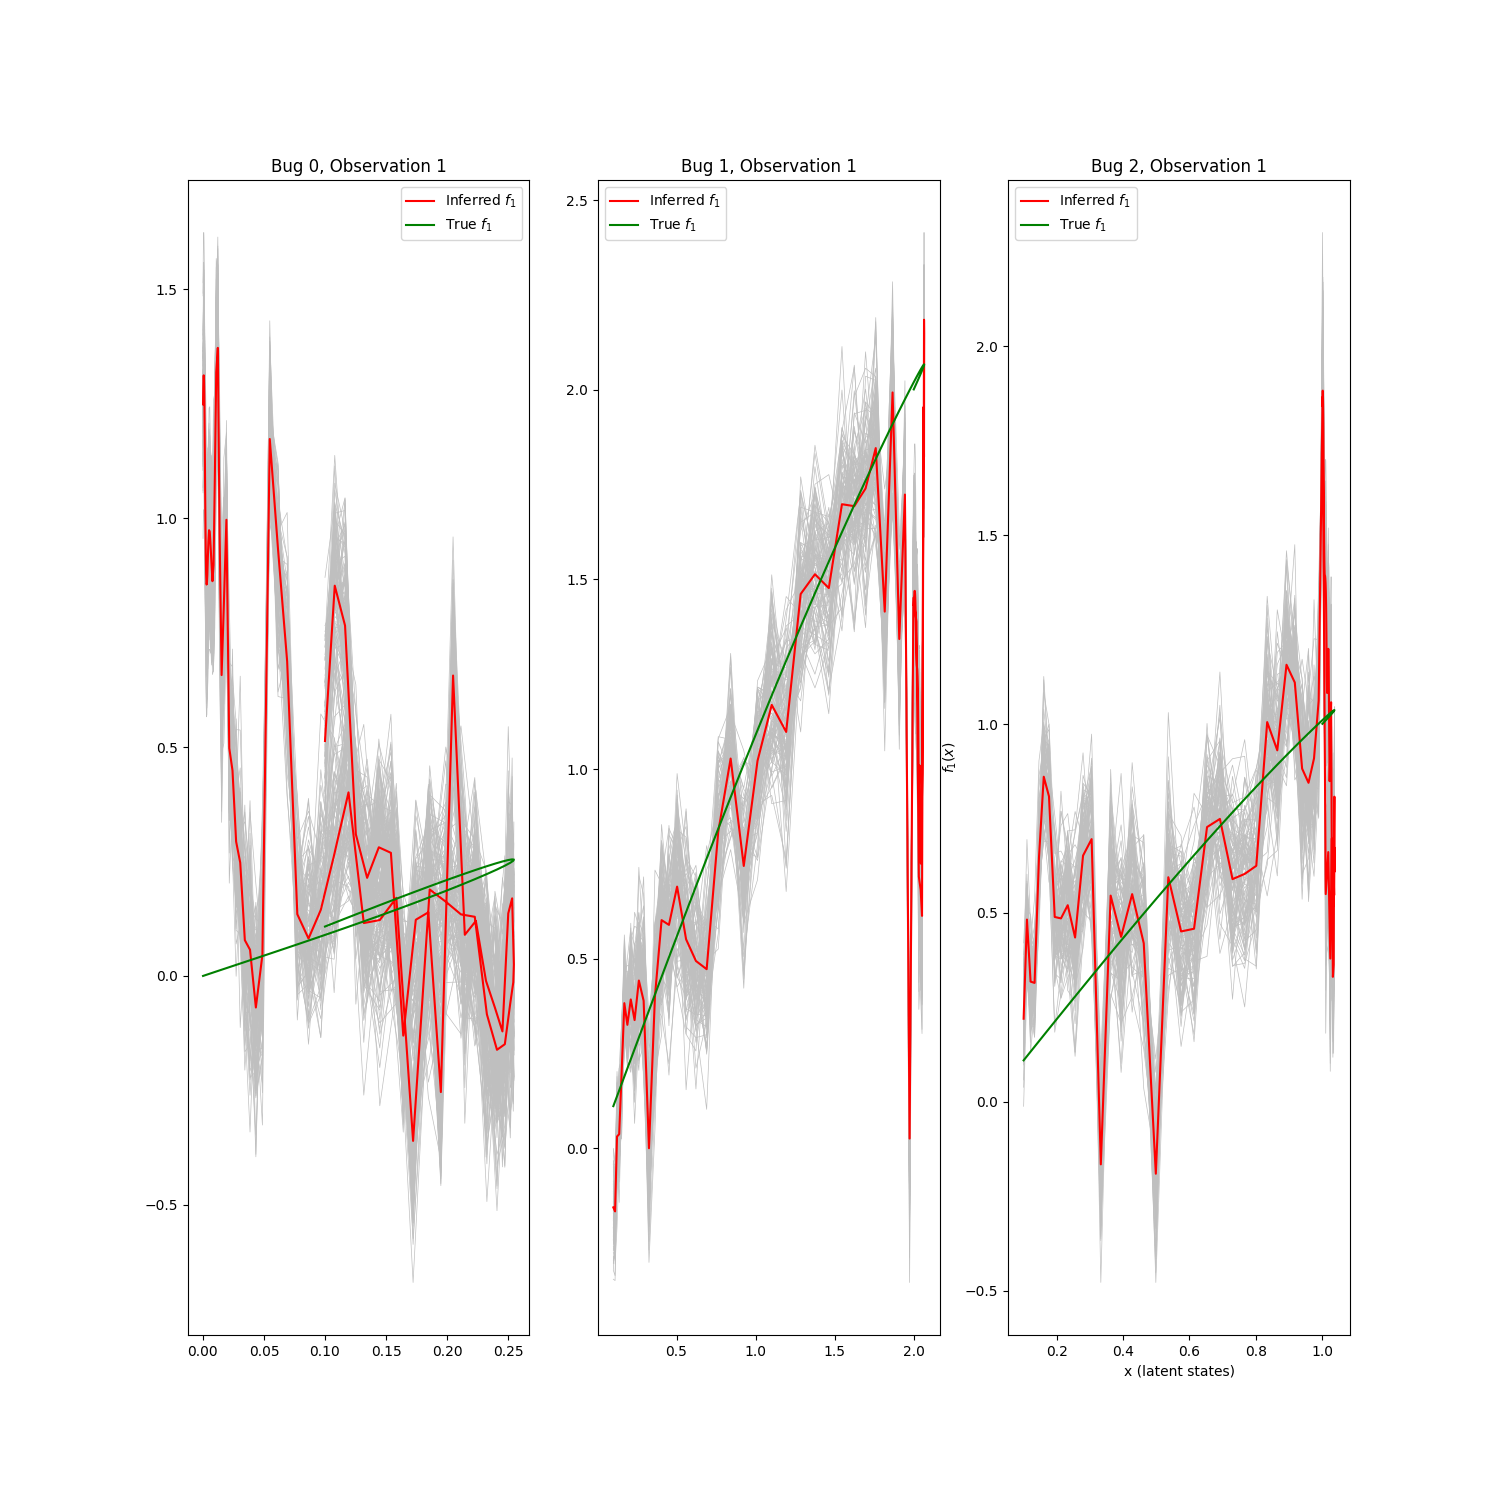 Bug 0, Observation 1
Inferred f₁
True f₁
1.5
1.0
0.5
0.0
−0.5
0.00 0.05 0.10 0.15 0.20 0.25
Bug 1, Observation 1
Inferred f₁
True f₁
2.5
2.0
1.5
1.0
0.5
0.0
0.5 1.0 1.5 2.0
Bug 2, Observation 1
Inferred f₁
True f₁
f₁(x)
2.0
1.5
1.0
0.5
0.0
−0.5
0.2 0.4 0.6 0.8 1.0
x (latent states)